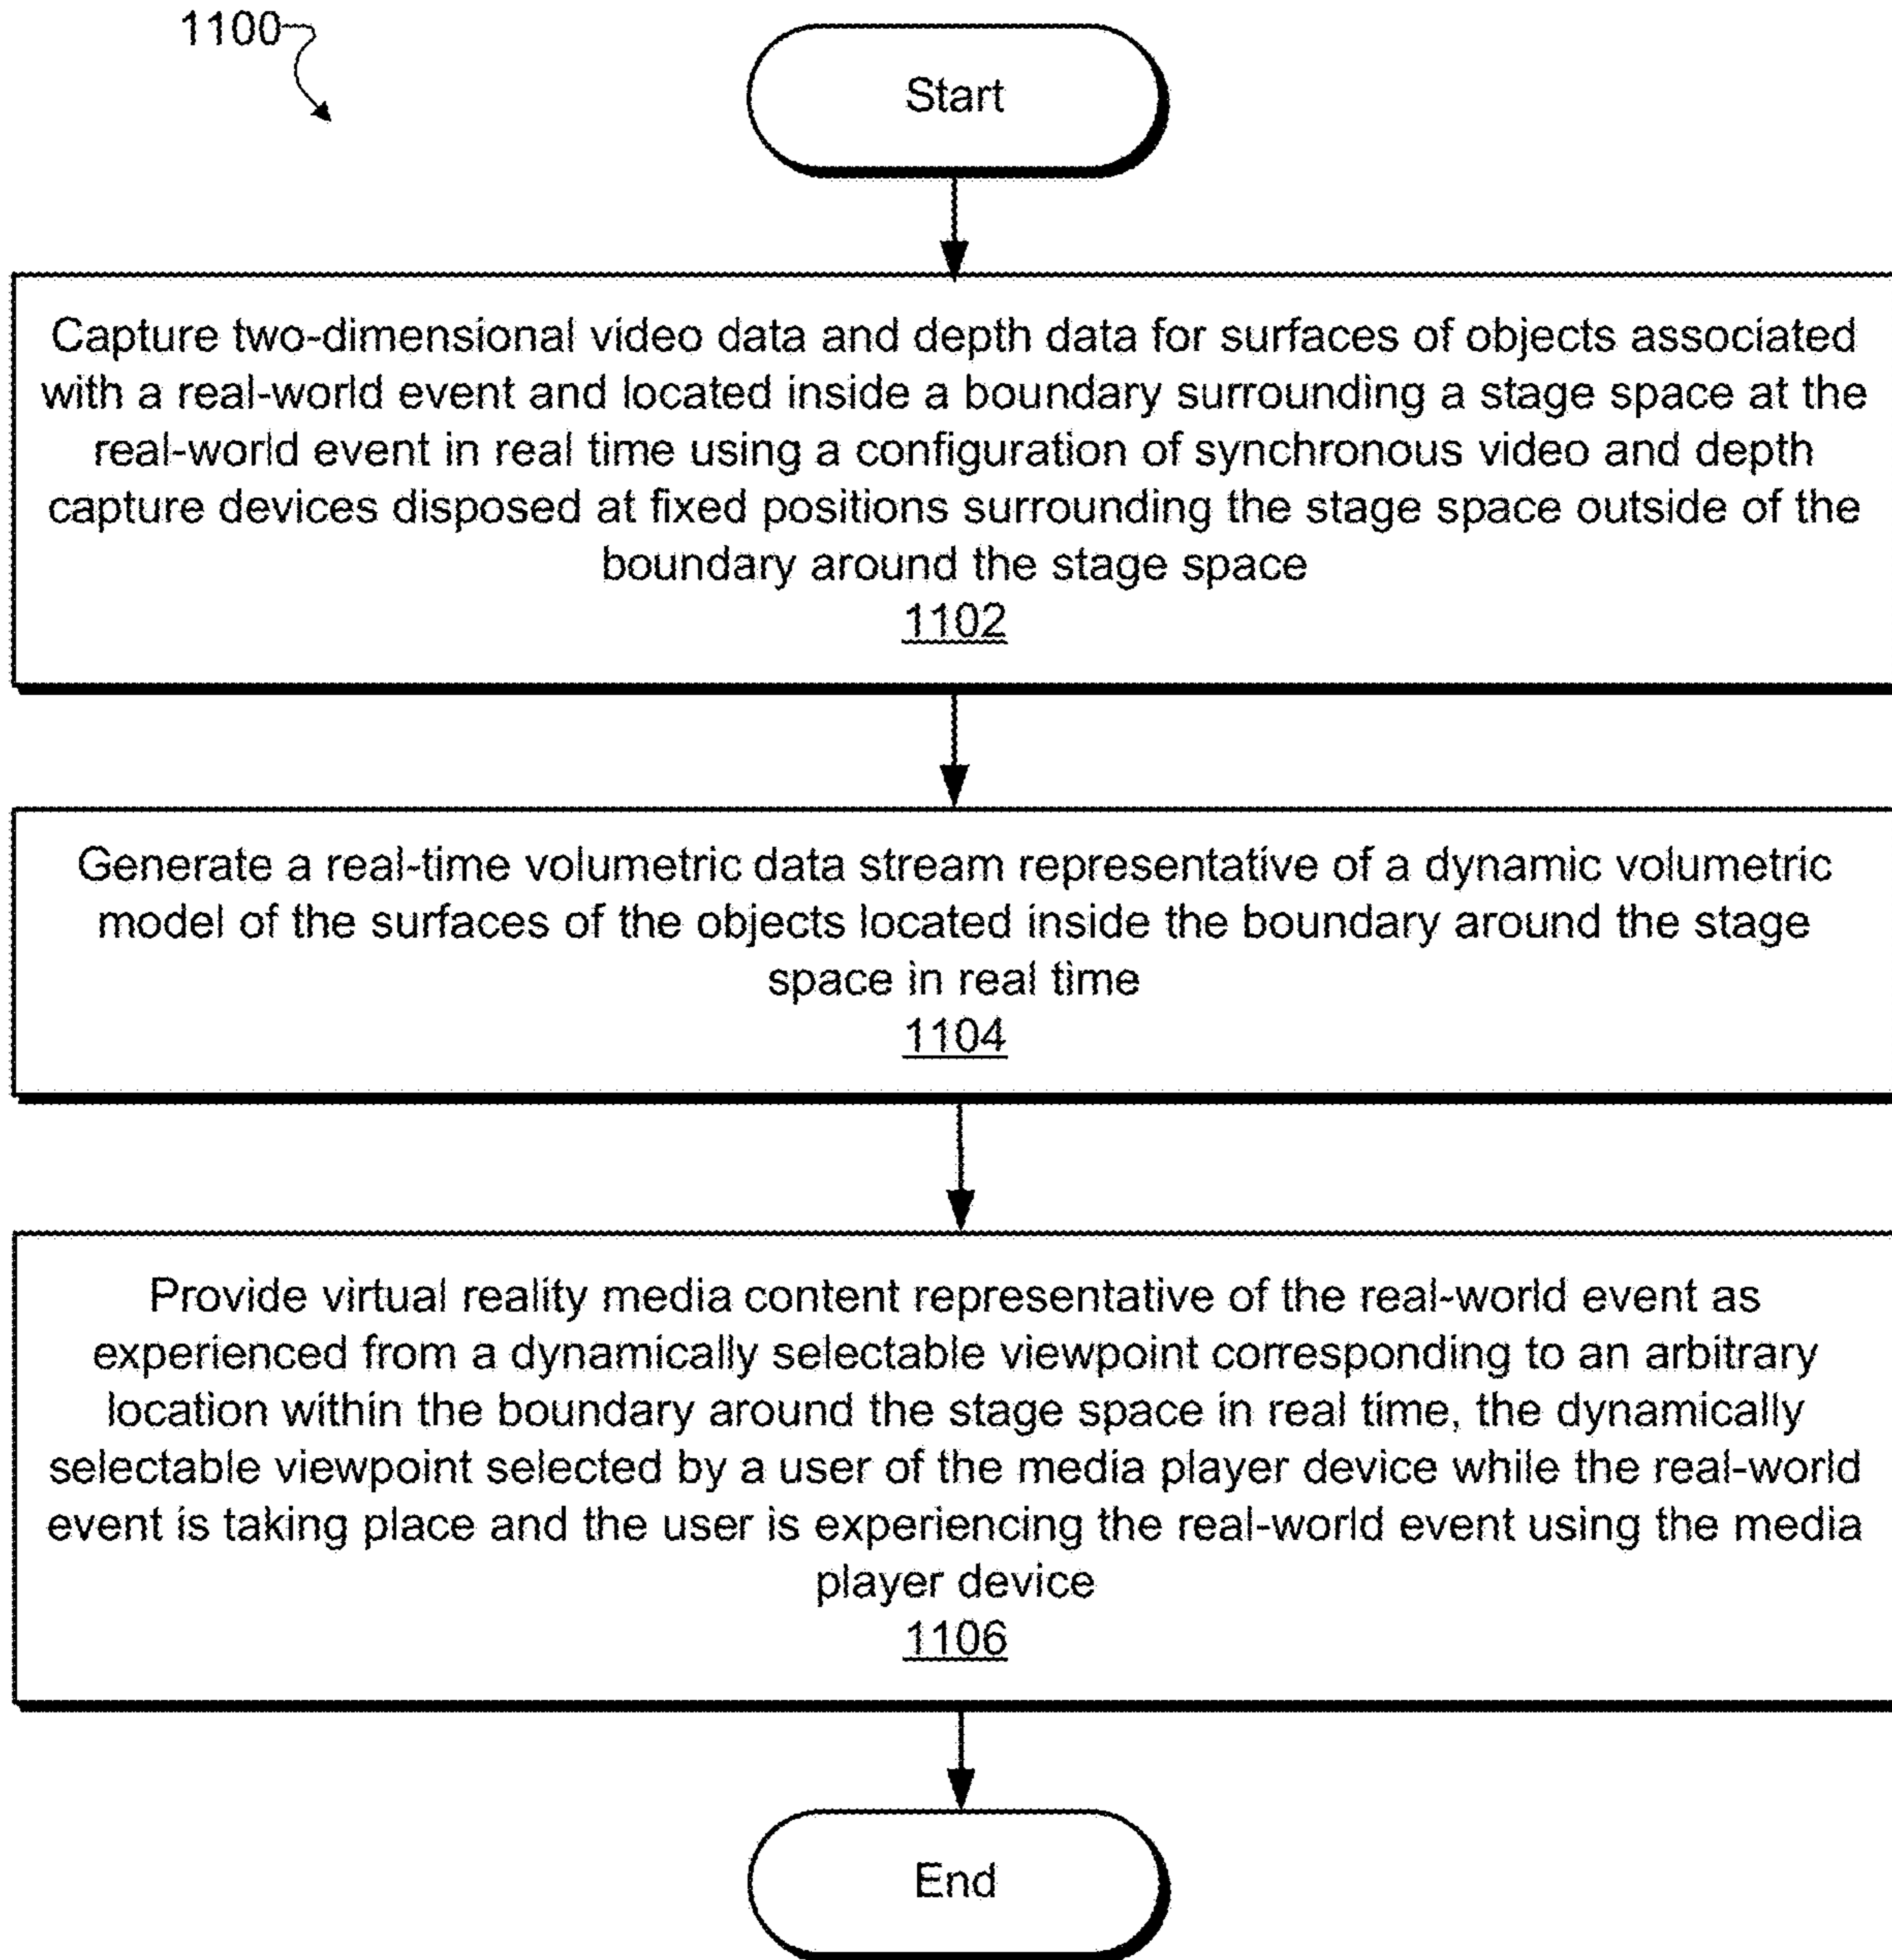 1100
Start
Capture two-dimensional video data and depth data for surfaces of objects associated
with a real-world event and located inside a boundary surrounding a stage space at the
real-world event in real time using a configuration of synchronous video and depth
capture devices disposed at fixed positions surrounding the stage space outside of the
boundary around the stage space
1102
Generate a real-time volumetric data stream representative of a dynamic volumetric
model of the surfaces of the objects located inside the boundary around the stage
space in real time
1104
Provide virtual reality media content representative of the real-world event as
experienced from a dynamically selectable viewpoint corresponding to an arbitrary
location within the boundary around the stage space in real time, the dynamically
selectable viewpoint selected by a user of the media player device while the real-world
event is taking place and the user is experiencing the real-world event using the media
player device
1106
End